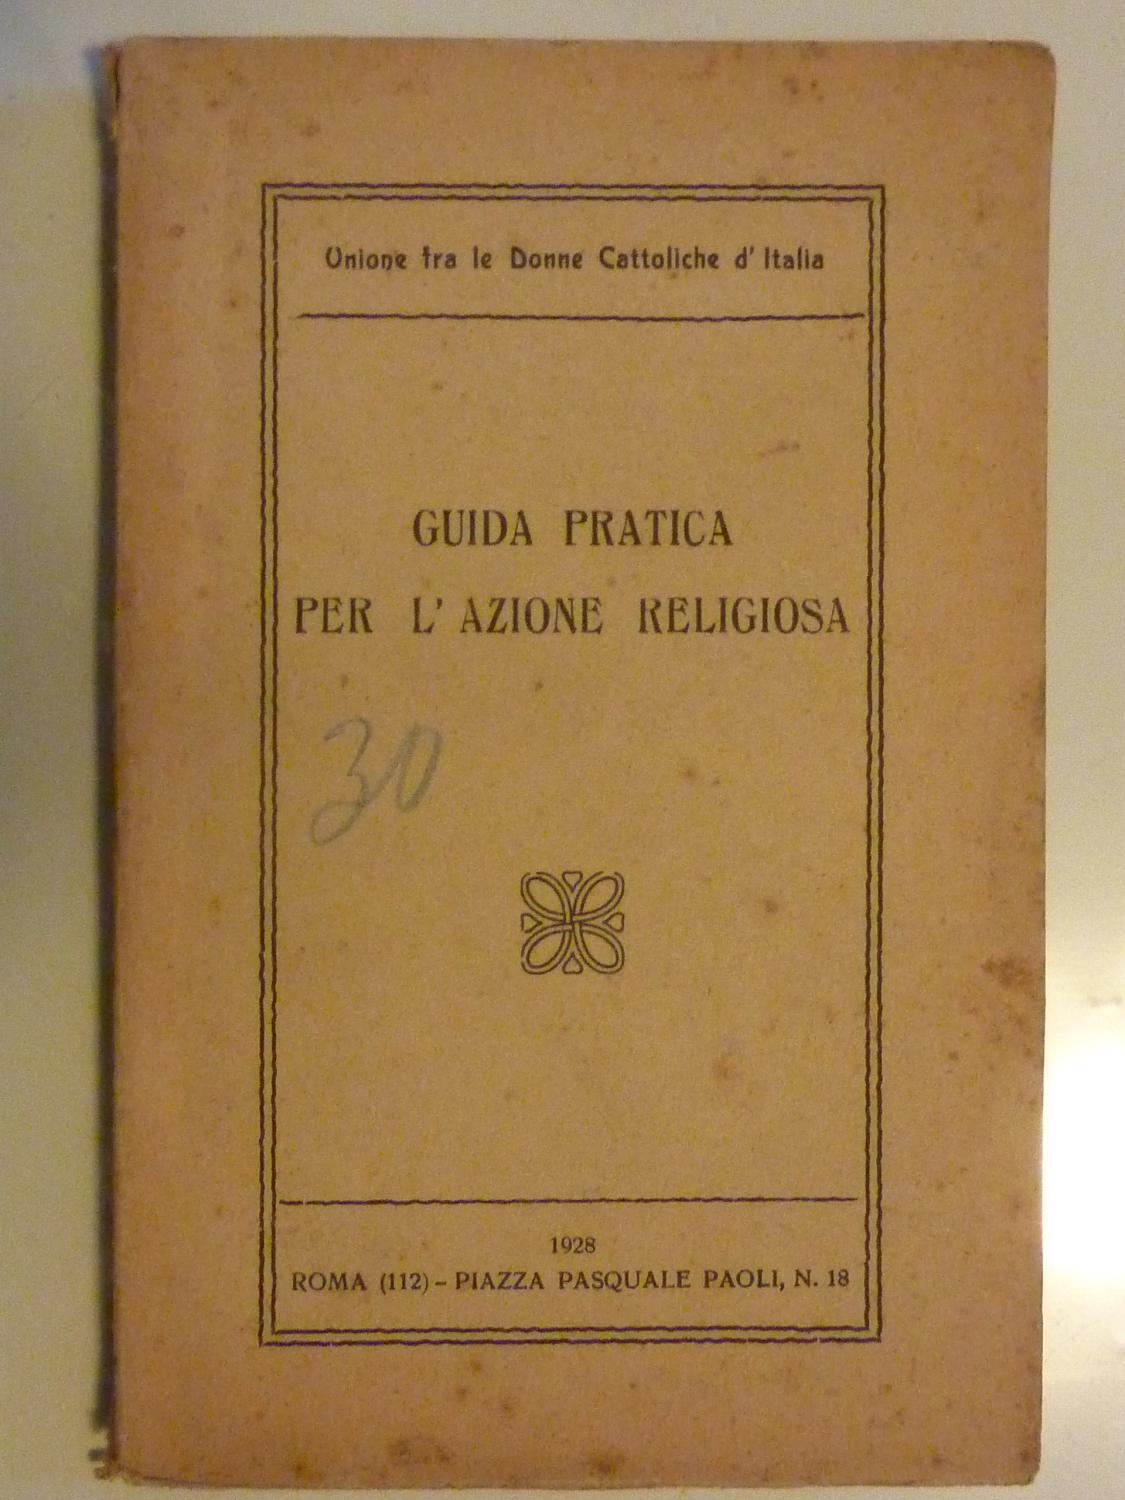 Unione fra le Donne Cattoliche d' Italia
GUIDA PRATICA
PER L' AZIONE RELIGIOSA
30
1928
ROMA (112) - PIAZZA PASQUALE PAOLI, N. 18